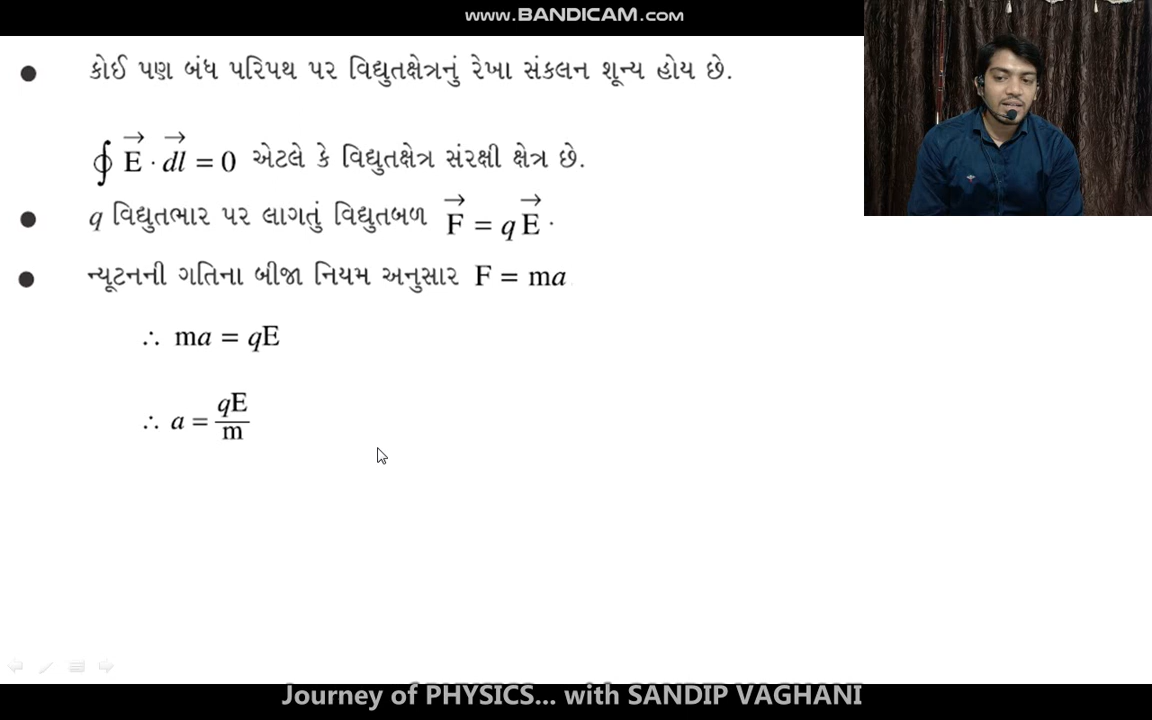 www.BANDICAM.com
કોઈ પણ બંધ પરિપથ પર વિદ્યુતક્ષેત્રનું રેખા સંકલન શૂન્ય હોય છે.
∮ E⃗ · dl⃗ = 0 એટલે કે વિદ્યુતક્ષેત્ર સંરક્ષી ક્ષેત્ર છે.
q વિદ્યુતભાર પર લાગતું વિદ્યુતબળ F⃗ = qE⃗ ·
ન્યૂટનની ગતિના બીજા નિયમ અનુસાર F = ma
∴ ma = qE
∴ a = qE/m
Journey of PHYSICS... with SANDIP VAGHANI